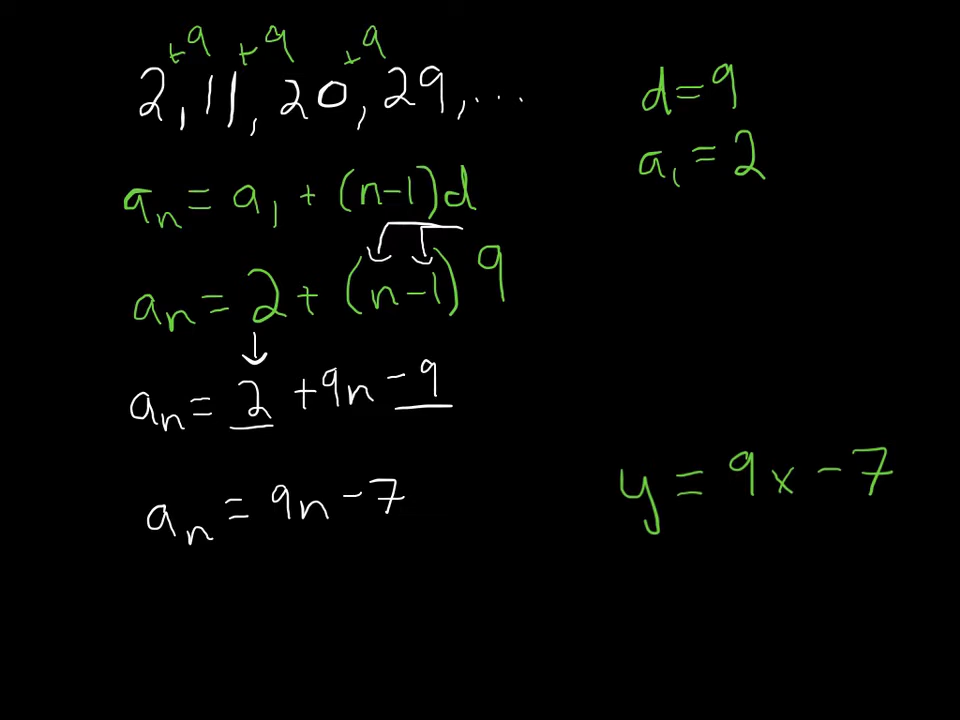 +9 +9 +9
2, 11, 20, 29, ...
d = 9
a₁ = 2
aₙ = a₁ + (n-1)d
aₙ = 2 + (n-1) 9
aₙ = 2 + 9n - 9
aₙ = 9n - 7
y = 9x - 7